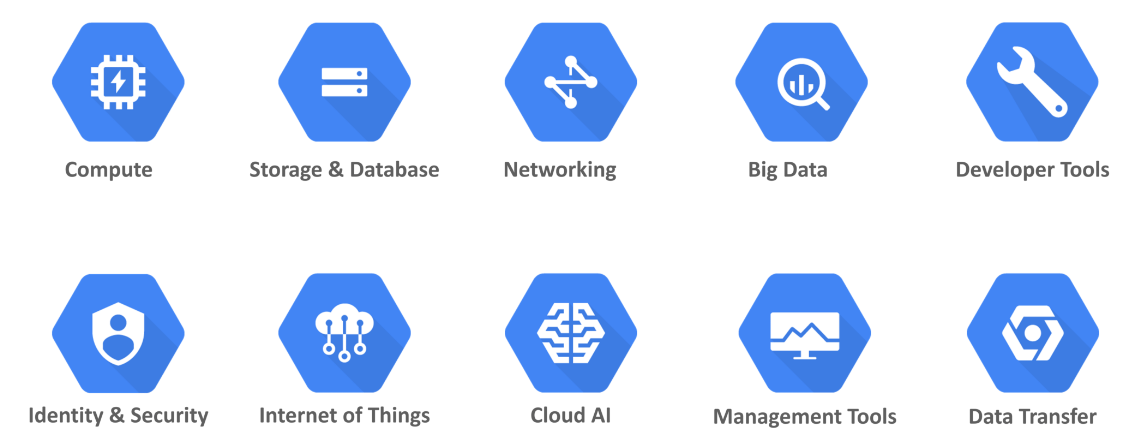 Compute
Storage & Database
Networking
Big Data
Developer Tools
Identity & Security
Internet of Things
Cloud AI
Management Tools
Data Transfer